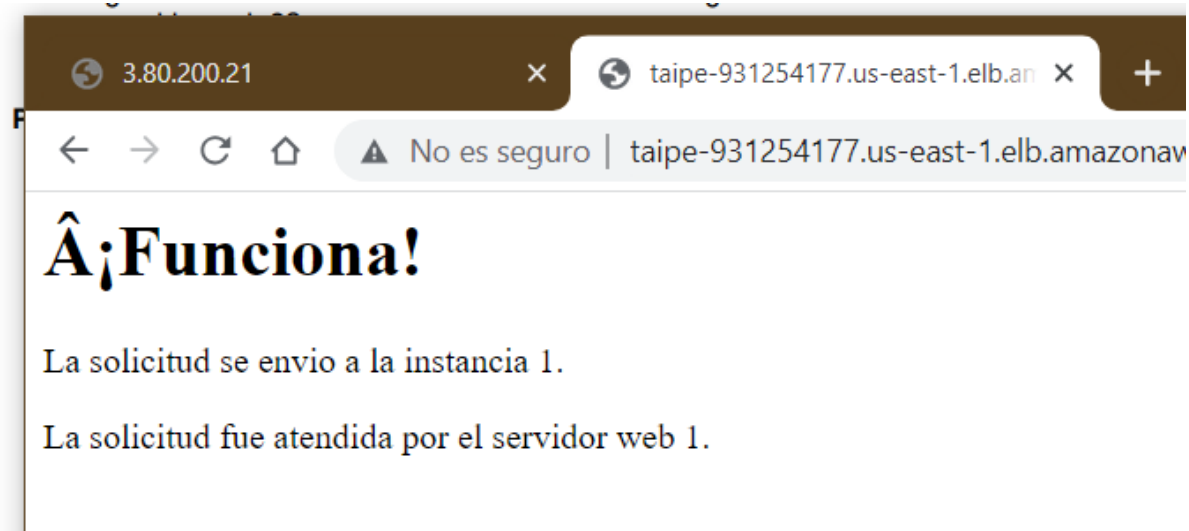 3.80.200.21
taipe-931254177.us-east-1.elb.am
No es seguro | taipe-931254177.us-east-1.elb.amazonaw
Â¡Funciona!
La solicitud se envio a la instancia 1.
La solicitud fue atendida por el servidor web 1.